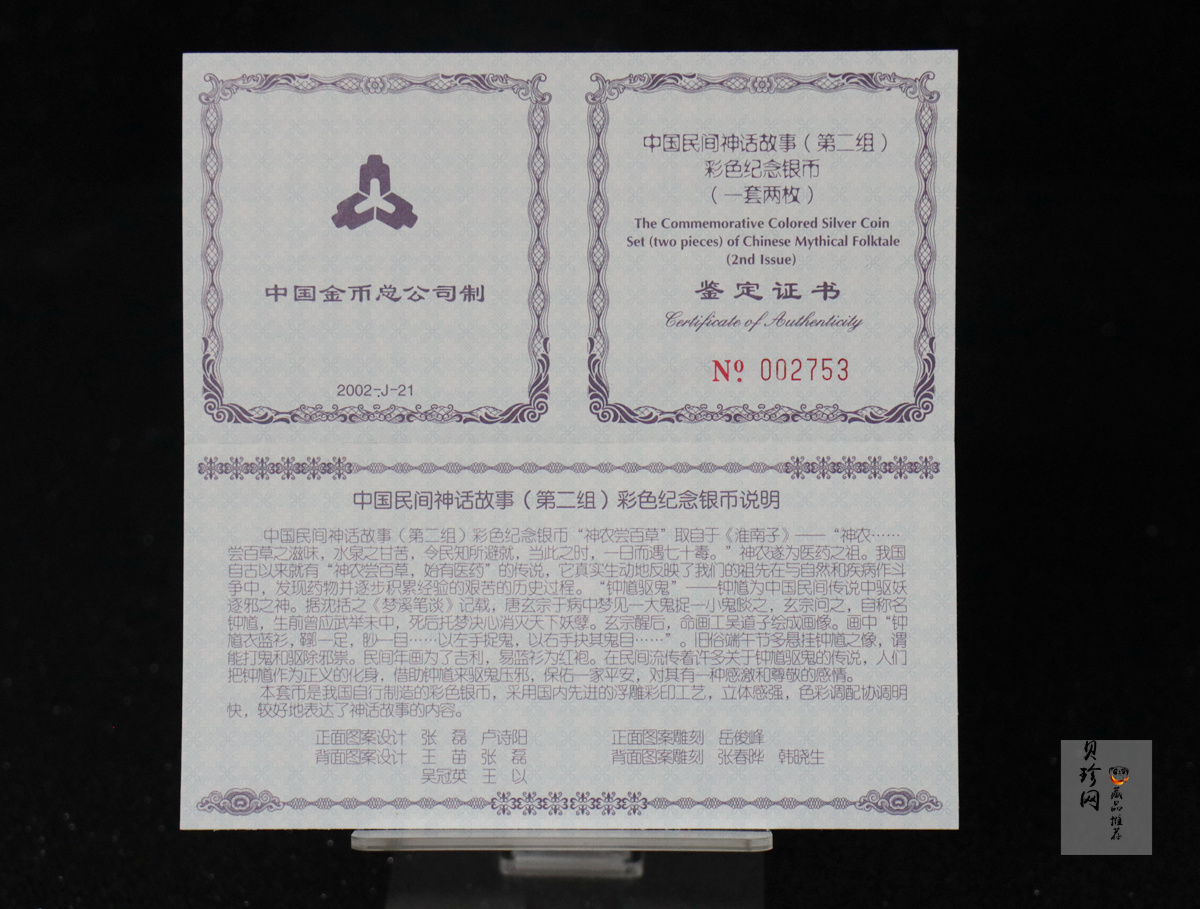 中国金币总公司制
2002-J-21
中国民间神话故事（第二组）
彩色纪念银币
（一套两枚）
The Commemorative Colored Silver Coin
Set (two pieces) of Chinese Mythical Folktale
(2nd Issue)
鉴定证书
Certificate of Authenticity
Nº 002753
中国民间神话故事（第二组）彩色纪念银币说明
中国民间神话故事（第二组）彩色纪念银币“神农尝百草”取自于《淮南子》——“神农……
尝百草之滋味，水泉之甘苦，令民知所避就，当此之时，一日而遇七十毒。”神农遂为医药之祖。我国
自古以来就有“神农尝百草，始有医药”的传说，它真实生动地反映了我们的祖先在与自然和疾病作斗
争中，发现药物并逐步积累经验的艰苦的历史过程。“钟馗驱鬼”——钟馗为中国民间传说中驱妖
逐邪之神。据沈括之《梦溪笔谈》记载，唐玄宗于病中梦见一大鬼捉一小鬼啖之，玄宗问之，自称名
钟馗，生前曾应武举未中，死后托梦决心消灭天下妖孽。玄宗醒后，命画工吴道子绘成画像。画中“钟
馗衣蓝衫，鞹一足，眇一目……以左手捉鬼，以右手抉其鬼目……”。旧俗端午节多悬挂钟馗之像，谓
能打鬼和驱除邪祟。民间年画为了吉利，易蓝衫为红袍。在民间流传着许多关于钟馗驱鬼的传说，人们
把钟馗作为正义的化身，借助钟馗来驱鬼压邪，保佑一家平安，对其有一种感激和尊敬的感情。
本套币是我国自行制造的彩色银币，采用国内先进的浮雕彩印工艺，立体感强，色彩调配协调明
快，较好地表达了神话故事的内容。
正面图案设计 张磊 卢诗阳 正面图案雕刻 岳俊峰
背面图案设计 王苗 张磊 背面图案雕刻 张春晔 韩晓生
吴冠英 王以
贝珍网
藏品推荐